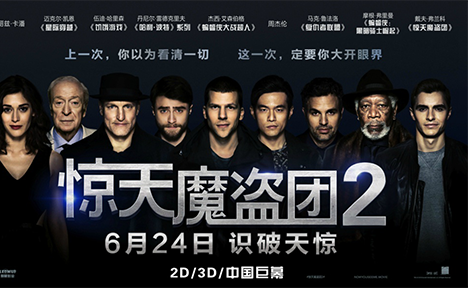 丽兹·卡潘 迈克尔·凯恩 伍迪·哈里森 丹尼尔·雷德克里夫 杰西·艾森伯格 周杰伦 马克·鲁法洛 摩根·弗里曼 戴夫·弗兰科
《星际穿越》 《饥饿游戏》 《哈利·波特》系列 《蝙蝠侠大战超人》 《复仇者联盟》 《蝙蝠侠：黑暗骑士崛起》 《惊天魔盗团》
上一次，你以为看清一切 这一次，定要你大开眼界
惊天魔盗团2
6月24日 识破天惊
2D/3D/中国巨幕